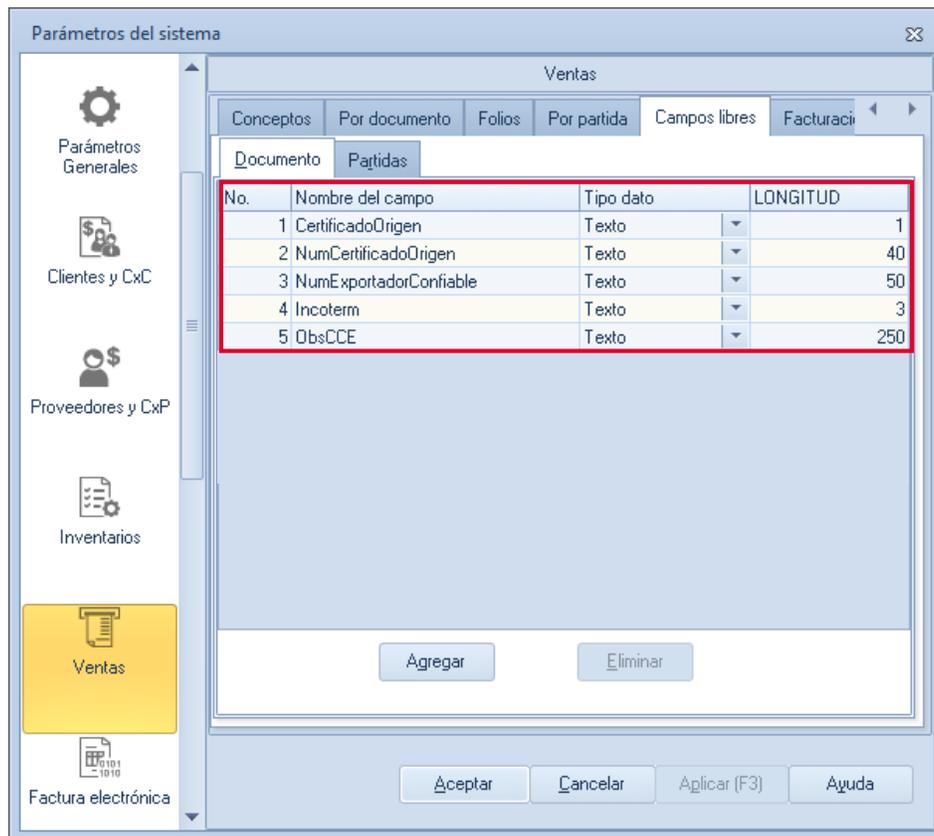 Parámetros del sistema
Parámetros
Generales
Clientes y CxC
Proveedores y CxP
Inventarios
Ventas
Factura electrónica
Ventas
Conceptos Por documento Folios Por partida Campos libres Facturaci
Documento Partidas
No. Nombre del campo Tipo dato LONGITUD
1 CertificadoOrigen Texto 1
2 NumCertificadoOrigen Texto 40
3 NumExportadorConfiable Texto 50
4 Incoterm Texto 3
5 ObsCCE Texto 250
Agregar Eliminar
Aceptar Cancelar Aplicar (F3) Ayuda